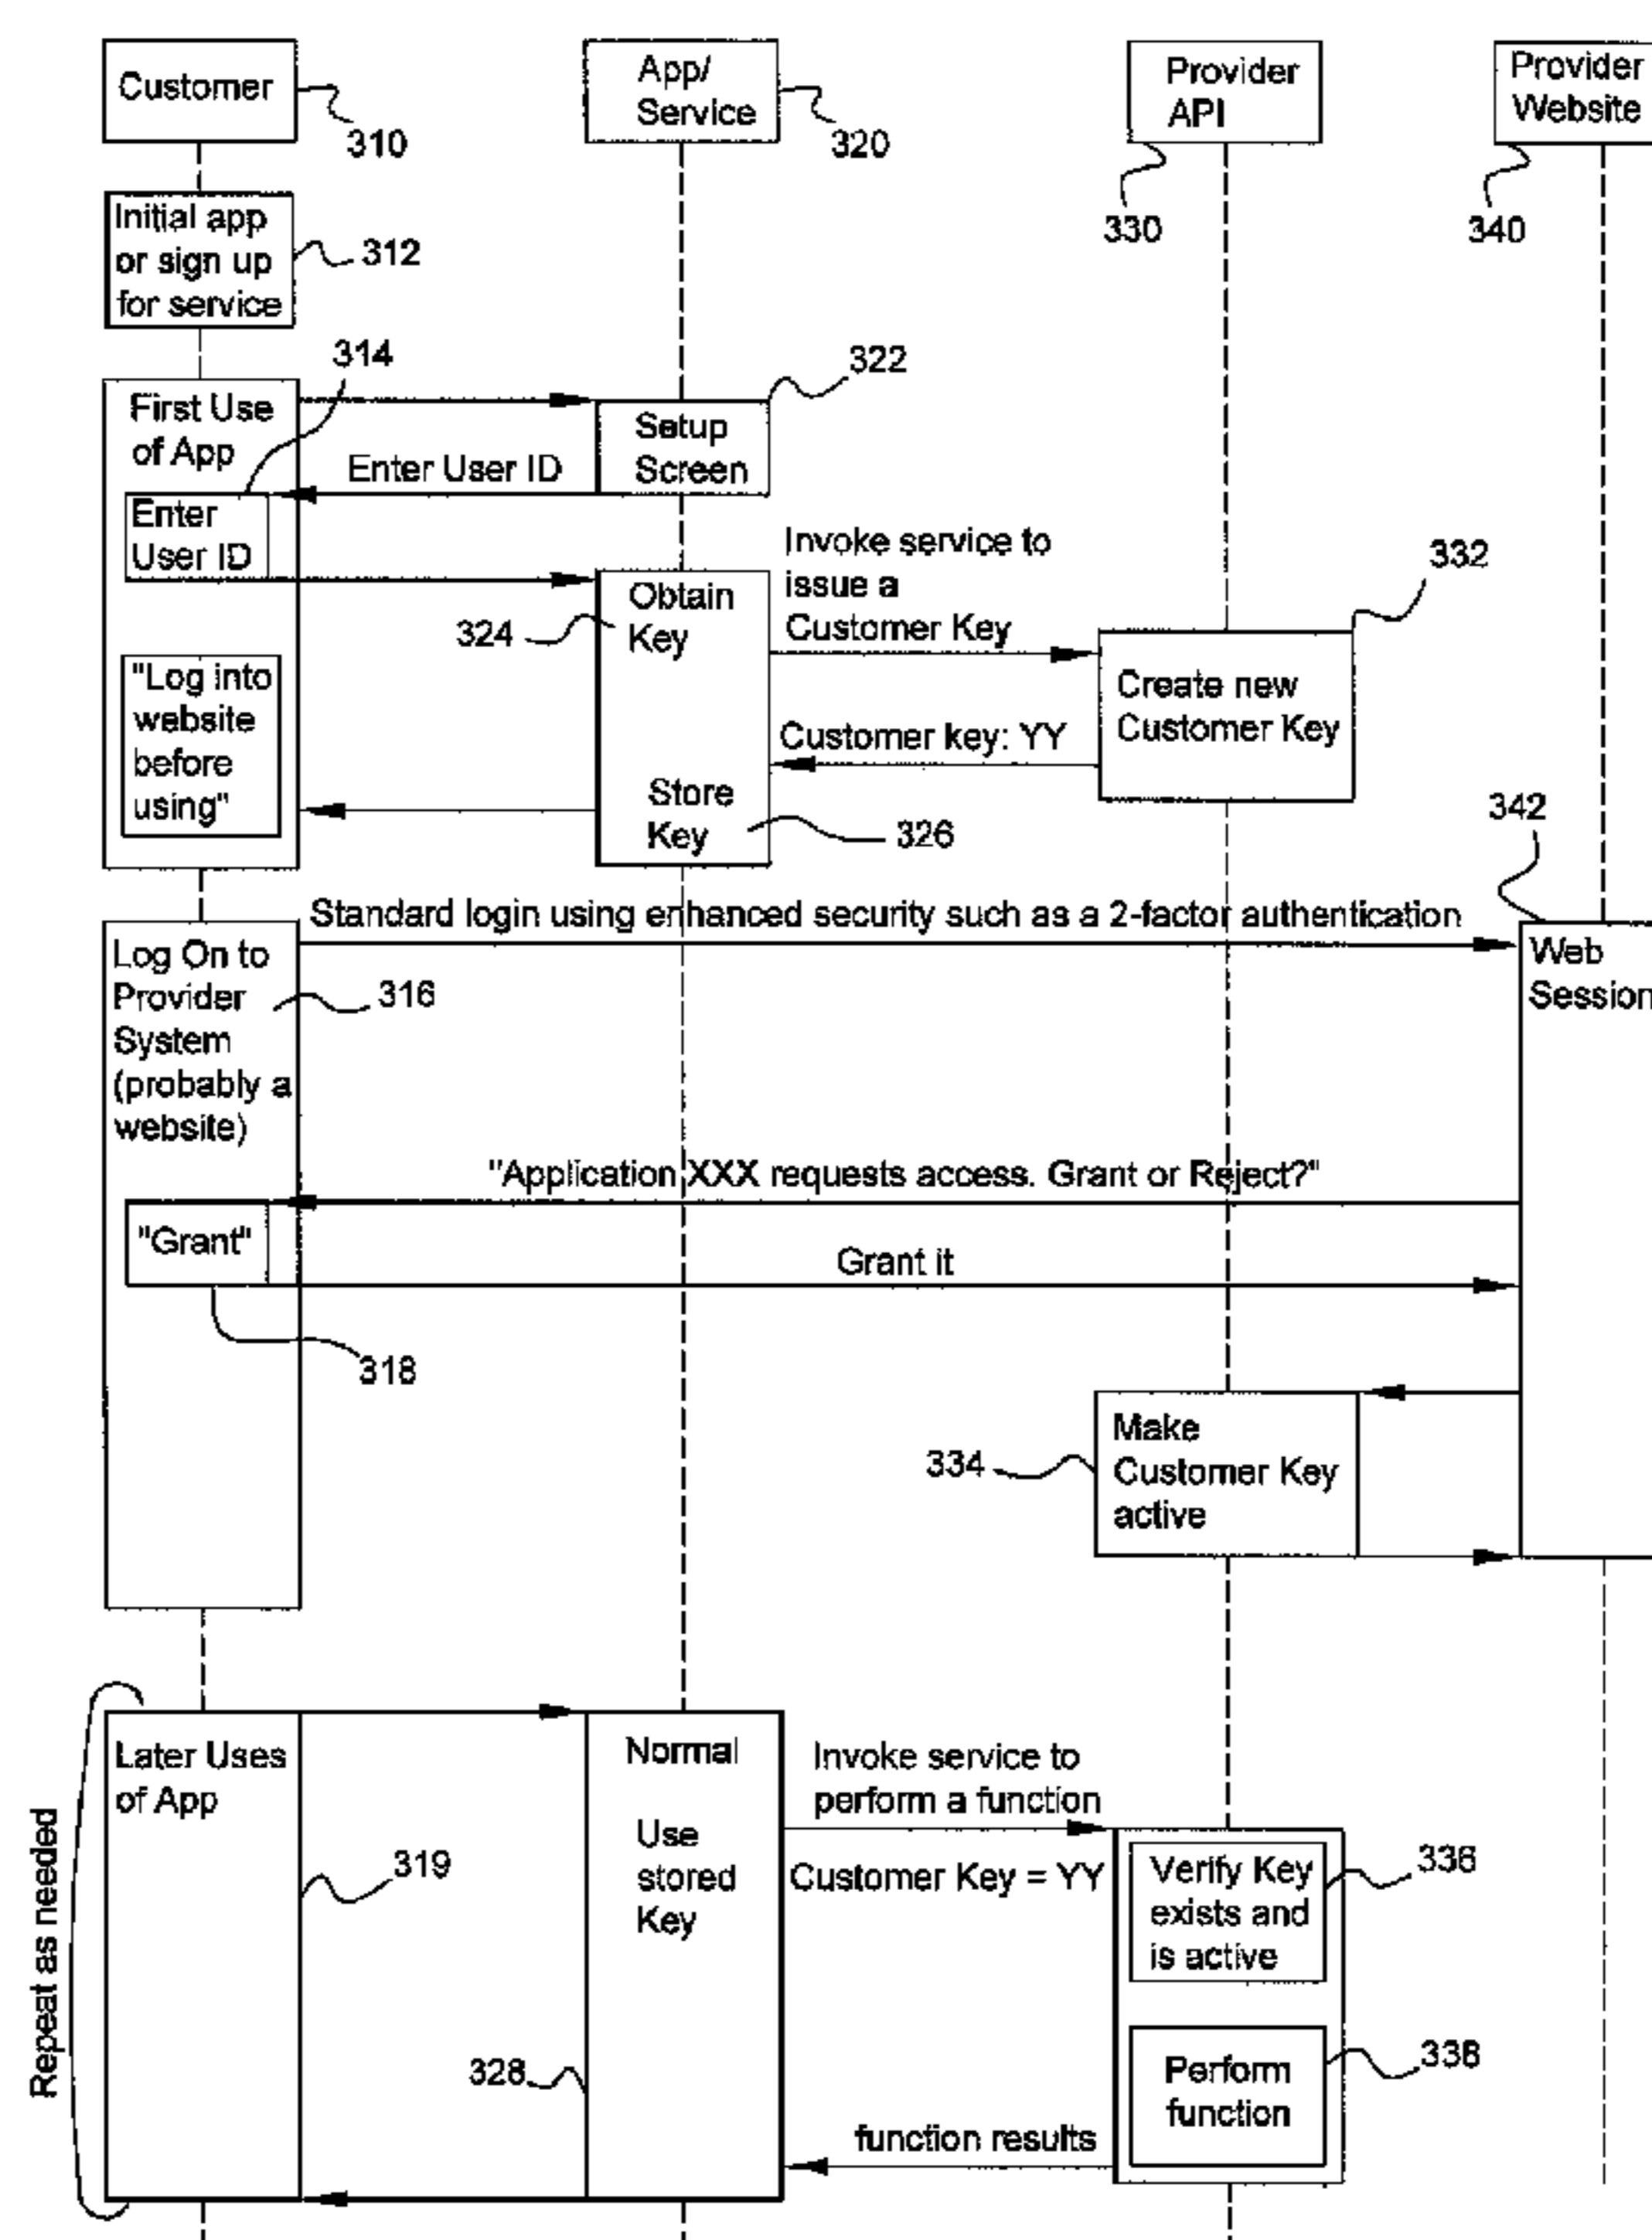 Customer
310
App/
Service
320
Provider
API
330
Provider
Website
340
Initial app
or sign up
for service
312
314
First Use
of App
322
Setup
Screen
Enter User ID
Enter
User ID
Invoke service to
issue a
Customer Key
332
Obtain
Key
324
Create new
Customer Key
"Log into
website
before
using"
Customer key: YY
Store
Key
326
342
Standard login using enhanced security such as a 2-factor authentication
Log On to
Provider
System
(probably a
website)
316
Web
Session
"Application XXX requests access. Grant or Reject?"
"Grant"
Grant it
318
334
Make
Customer Key
active
Repeat as needed
Later Uses
of App
319
Normal
Use
stored
Key
328
Invoke service to
perform a function
Customer Key = YY
Verify Key
exists and
is active
336
Perform
function
338
function results